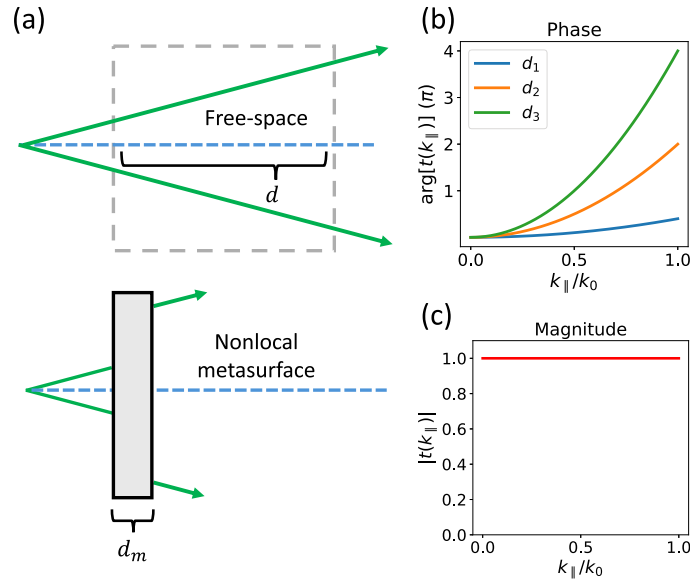 (a)
Free-space
d
Nonlocal
metasurface
d_m
(b)
Phase
arg[t(k_∥)] (π)
4
3
2
1
d_1
d_2
d_3
0.0
0.5
1.0
k_∥/k_0
(c)
Magnitude
|t(k_∥)|
1.0
0.8
0.6
0.4
0.2
0.0
0.0
0.5
1.0
k_∥/k_0